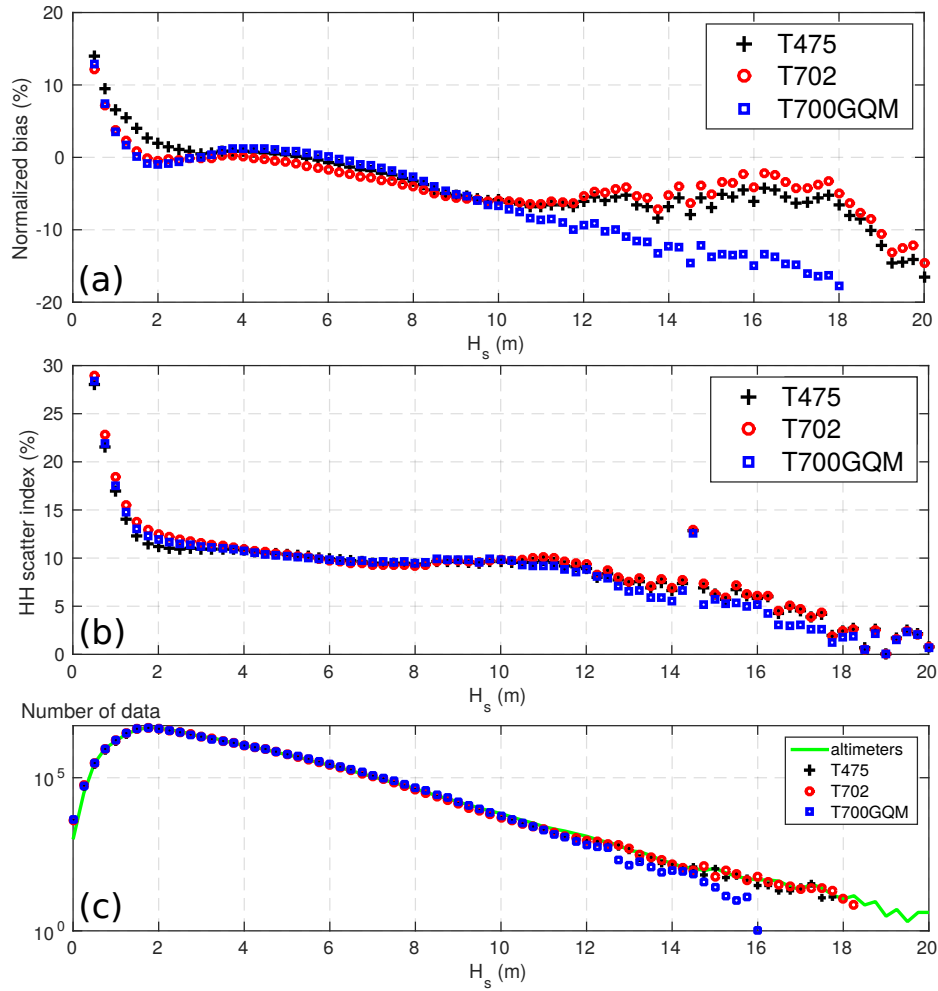 20
10
0
-10
-20
Normalized bias (%)
T475
T702
T700GQM
(a)
0 2 4 6 8 10 12 14 16 18 20
H_s (m)
30
25
20
15
10
5
0
HH scatter index (%)
T475
T702
T700GQM
(b)
0 2 4 6 8 10 12 14 16 18 20
H_s (m)
Number of data
10^5
10^0
altimeters
T475
T702
T700GQM
(c)
0 2 4 6 8 10 12 14 16 18 20
H_s (m)